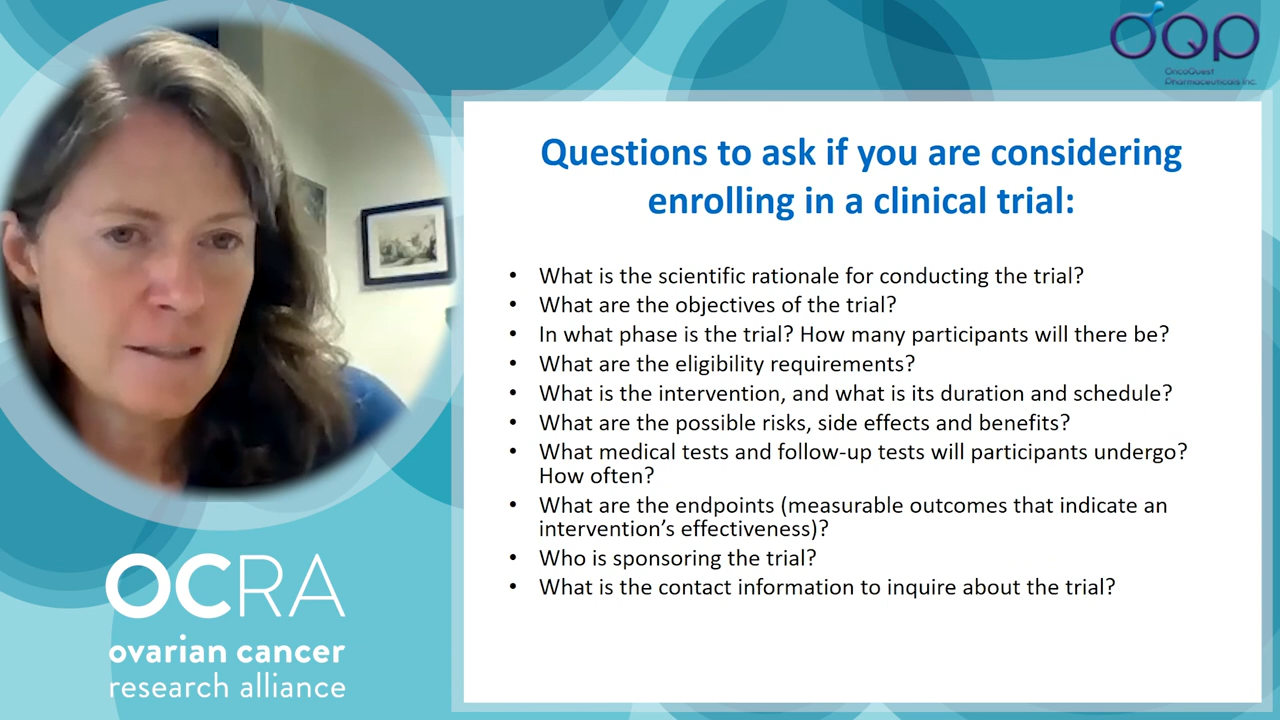 OQP
OncoQuest
Pharmaceuticals Inc.
Questions to ask if you are considering
enrolling in a clinical trial:
• What is the scientific rationale for conducting the trial?
• What are the objectives of the trial?
• In what phase is the trial? How many participants will there be?
• What are the eligibility requirements?
• What is the intervention, and what is its duration and schedule?
• What are the possible risks, side effects and benefits?
• What medical tests and follow-up tests will participants undergo?
How often?
• What are the endpoints (measurable outcomes that indicate an
intervention’s effectiveness)?
• Who is sponsoring the trial?
• What is the contact information to inquire about the trial?
OCRA
ovarian cancer
research alliance